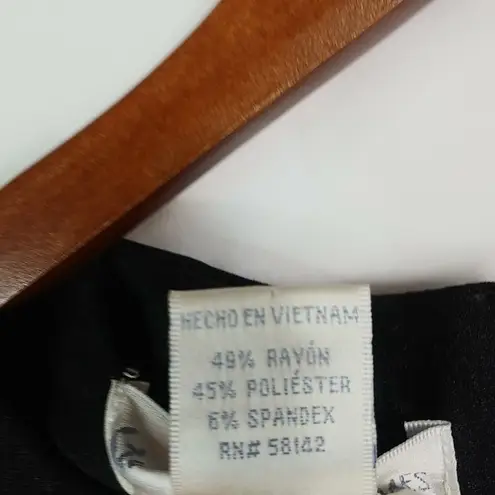 HECHO EN VIETNAM
49% RAYÓN
45% POLIÉSTER
6% SPANDEX
RN# 58142